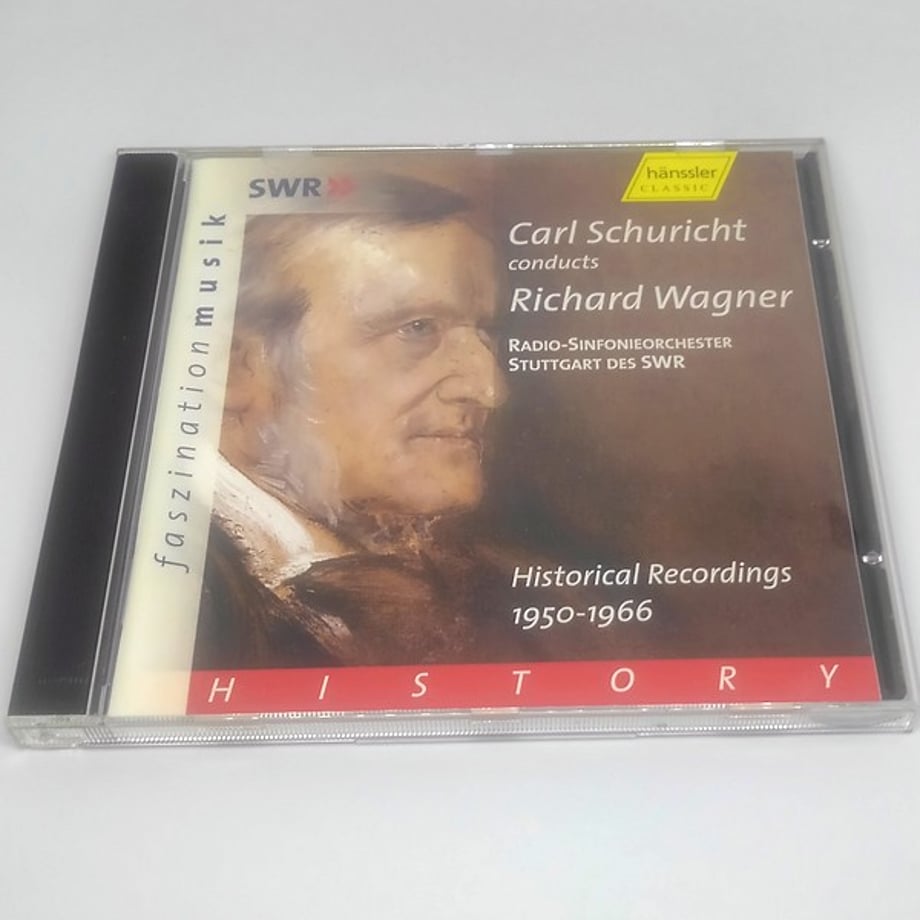 SWR»
hänssler
CLASSIC
Carl Schuricht
conducts
Richard Wagner
RADIO-SINFONIEORCHESTER
STUTTGART DES SWR
faszinationmusik
Historical Recordings
1950-1966
HISTORY